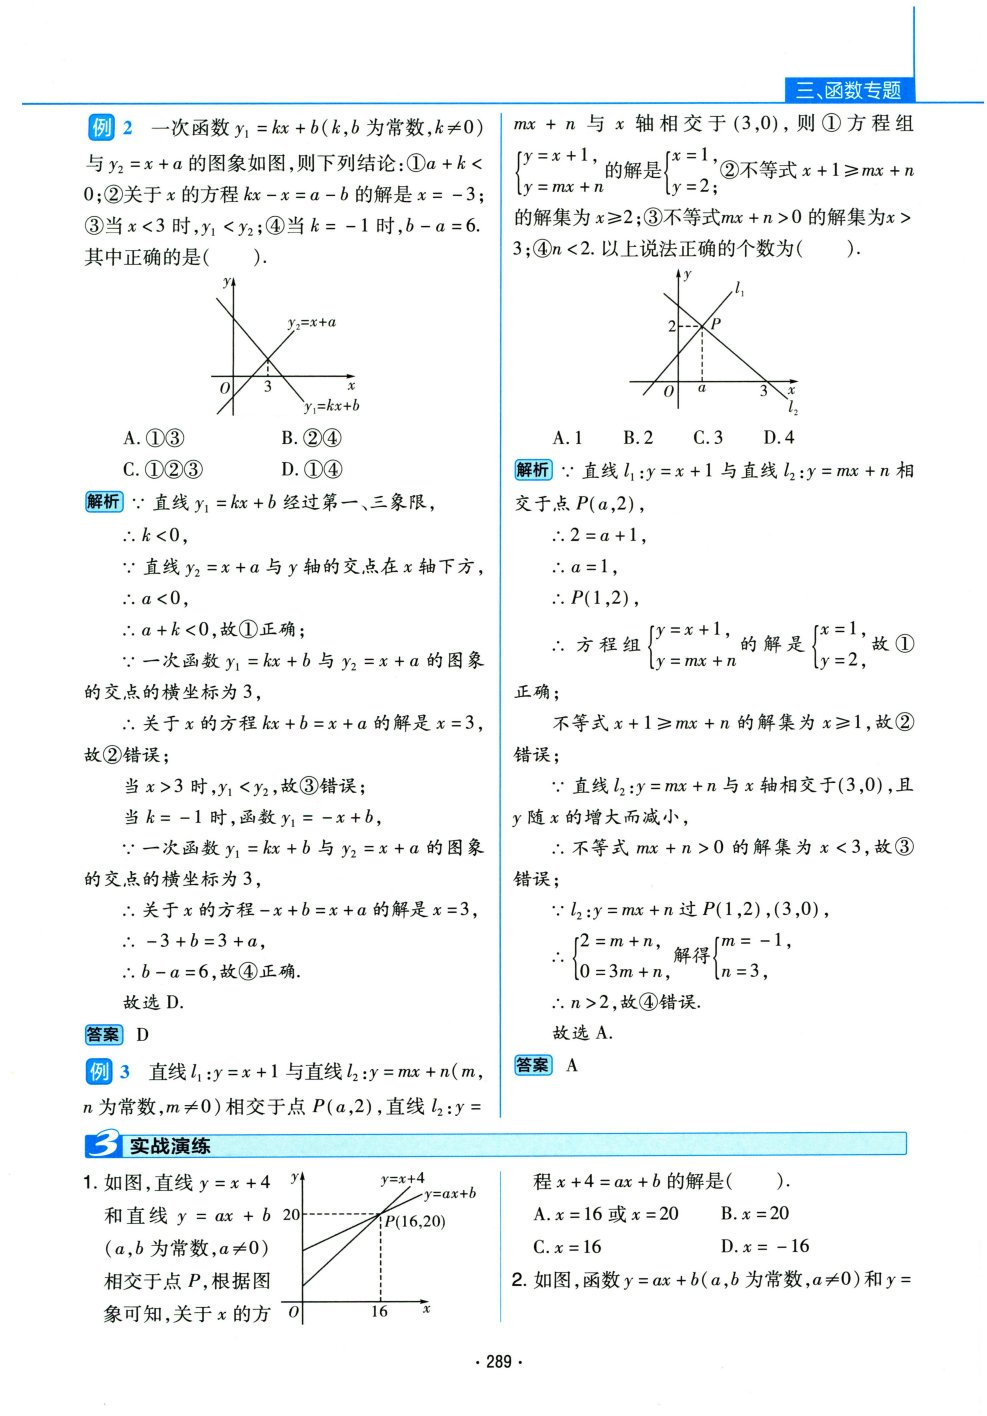 三、函数专题
例 2 一次函数 y₁ = kx + b(k,b 为常数,k≠0)
与 y₂ = x + a 的图象如图,则下列结论:①a + k <
0;②关于 x 的方程 kx − x = a − b 的解是 x = −3;
③当 x < 3 时,y₁ < y₂;④当 k = −1 时,b − a = 6.
其中正确的是(  ).
y
y₂=x+a
O 3 x
y₁=kx+b
A. ①③ B. ②④
C. ①②③ D. ①④
解析 ∵ 直线 y₁ = kx + b 经过第一、三象限,
∴ k < 0,
∵ 直线 y₂ = x + a 与 y 轴的交点在 x 轴下方,
∴ a < 0,
∴ a + k < 0,故①正确;
∵ 一次函数 y₁ = kx + b 与 y₂ = x + a 的图象
的交点的横坐标为 3,
∴ 关于 x 的方程 kx + b = x + a 的解是 x = 3,
故②错误;
当 x > 3 时,y₁ < y₂,故③错误;
当 k = −1 时,函数 y₁ = −x + b,
∵ 一次函数 y₁ = kx + b 与 y₂ = x + a 的图象
的交点的横坐标为 3,
∴ 关于 x 的方程 −x + b = x + a 的解是 x = 3,
∴ −3 + b = 3 + a,
∴ b − a = 6,故④正确.
故选 D.
答案 D
例 3 直线 l₁:y = x + 1 与直线 l₂:y = mx + n(m,
n 为常数,m≠0)相交于点 P(a,2),直线 l₂:y =
mx + n 与 x 轴相交于(3,0),则①方程组
{y = x + 1, y = mx + n 的解是{x = 1, y = 2; ②不等式 x + 1 ≥ mx + n
的解集为 x≥2;③不等式mx + n > 0 的解集为x >
3;④n < 2. 以上说法正确的个数为(  ).
y
l₁
2 P
O a 3 x
l₂
A. 1 B. 2 C. 3 D. 4
解析 ∵ 直线 l₁:y = x + 1 与直线 l₂:y = mx + n 相
交于点 P(a,2),
∴ 2 = a + 1,
∴ a = 1,
∴ P(1,2),
∴ 方程组 {y = x + 1, y = mx + n 的解是 {x = 1, y = 2, 故①
正确;
不等式 x + 1 ≥ mx + n 的解集为 x≥1,故②
错误;
∵ 直线 l₂:y = mx + n 与 x 轴相交于(3,0),且
y 随 x 的增大而减小,
∴ 不等式 mx + n > 0 的解集为 x < 3,故③
错误;
∵ l₂:y = mx + n 过 P(1,2),(3,0),
∴ {2 = m + n, 0 = 3m + n, 解得{m = −1, n = 3,
∴ n > 2,故④错误.
故选 A.
答案 A
3 实战演练
1. 如图,直线 y = x + 4
和直线 y = ax + b
(a,b 为常数,a≠0)
相交于点 P,根据图
象可知,关于 x 的方
y
y=x+4
y=ax+b
20
P(16,20)
O 16 x
程 x + 4 = ax + b 的解是(  ).
A. x = 16 或 x = 20 B. x = 20
C. x = 16 D. x = −16
2. 如图,函数 y = ax + b(a,b 为常数,a≠0)和 y =
· 289 ·